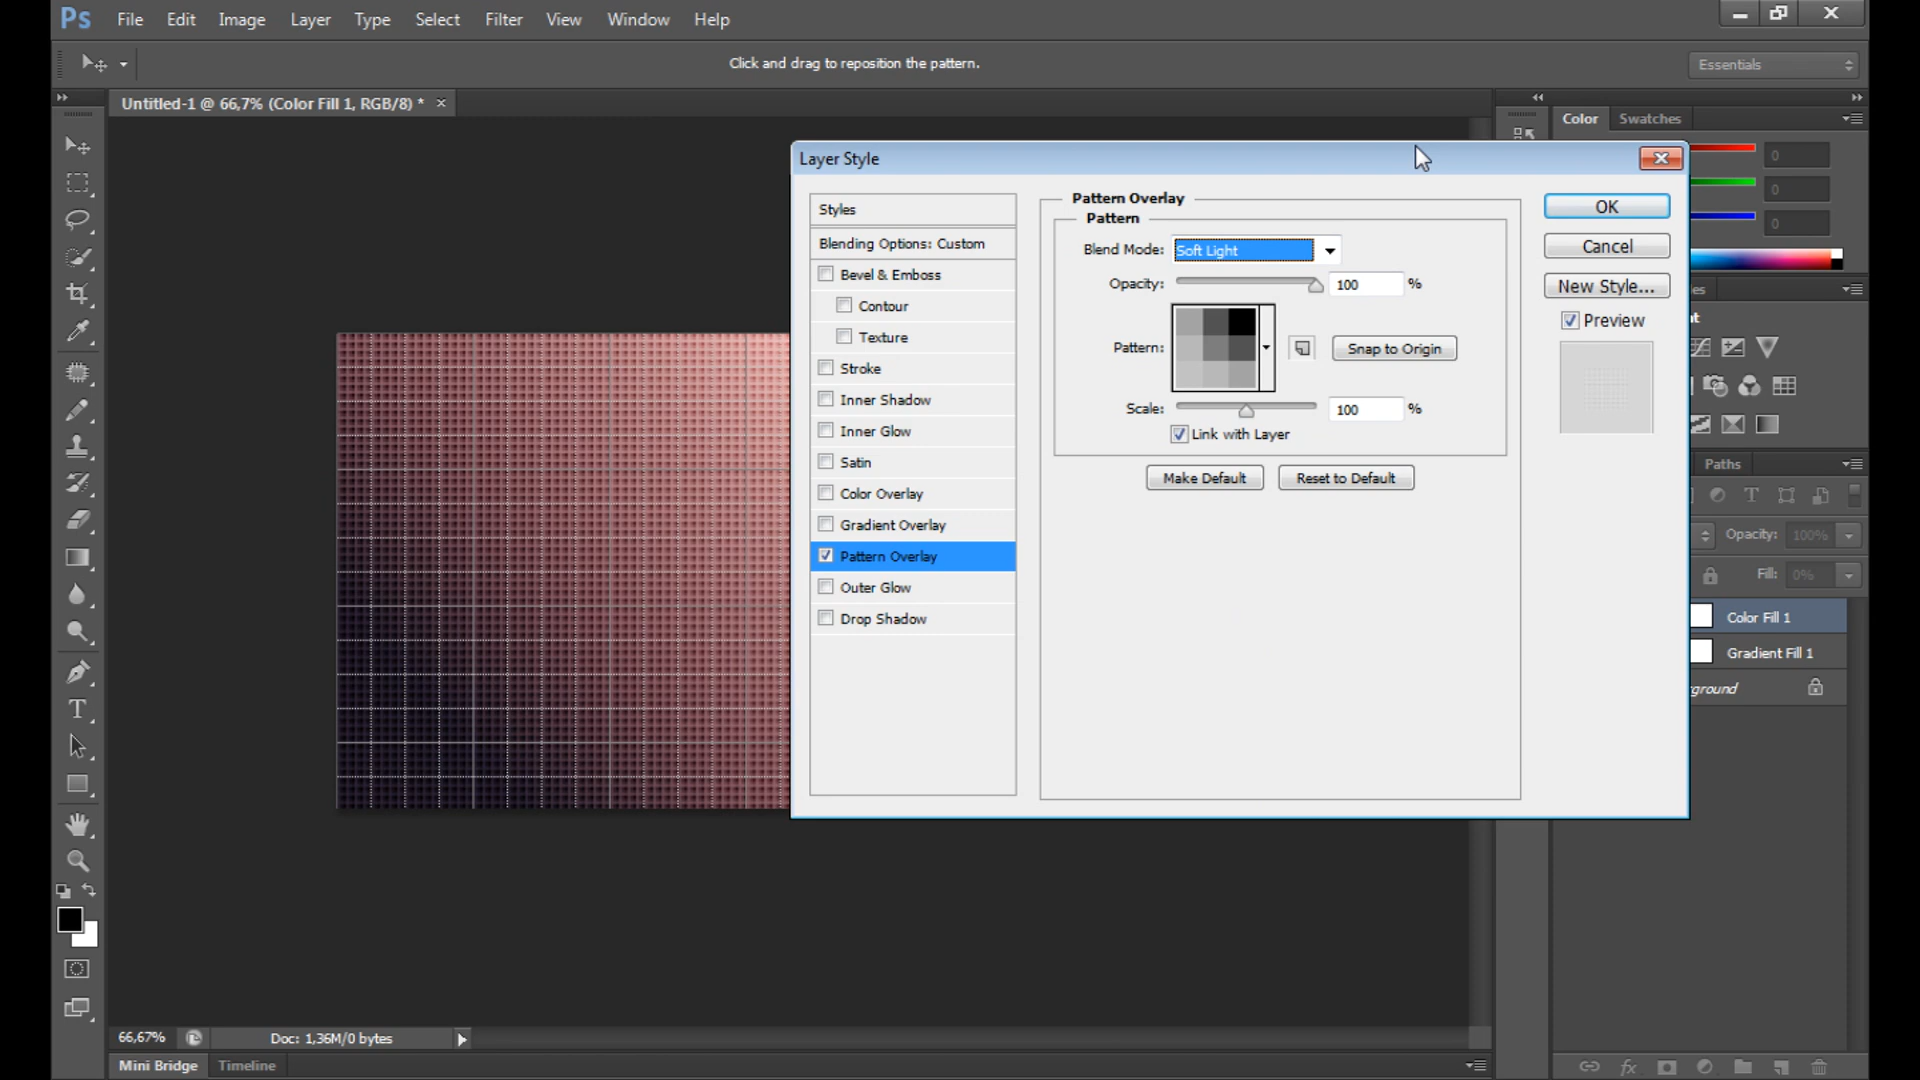 Ps File Edit Image Layer Type Select Filter View Window Help
Click and drag to reposition the pattern.
Essentials
Untitled-1 @ 66,7% (Color Fill 1, RGB/8) *
Color Swatches
Layer Style
0
0
0
Styles
Blending Options: Custom
Bevel & Emboss
Contour
Texture
Stroke
Inner Shadow
Inner Glow
Satin
Color Overlay
Gradient Overlay
Pattern Overlay
Outer Glow
Drop Shadow
Pattern Overlay
Pattern
Blend Mode: Soft Light
Opacity: 100 %
Pattern: Snap to Origin
Scale: 100 %
Link with Layer
Make Default Reset to Default
OK
Cancel
New Style...
Preview
Paths
Opacity: 100%
Fill: 0%
Color Fill 1
Gradient Fill 1
ground
66,67% Doc: 1,36M/0 bytes
Mini Bridge Timeline